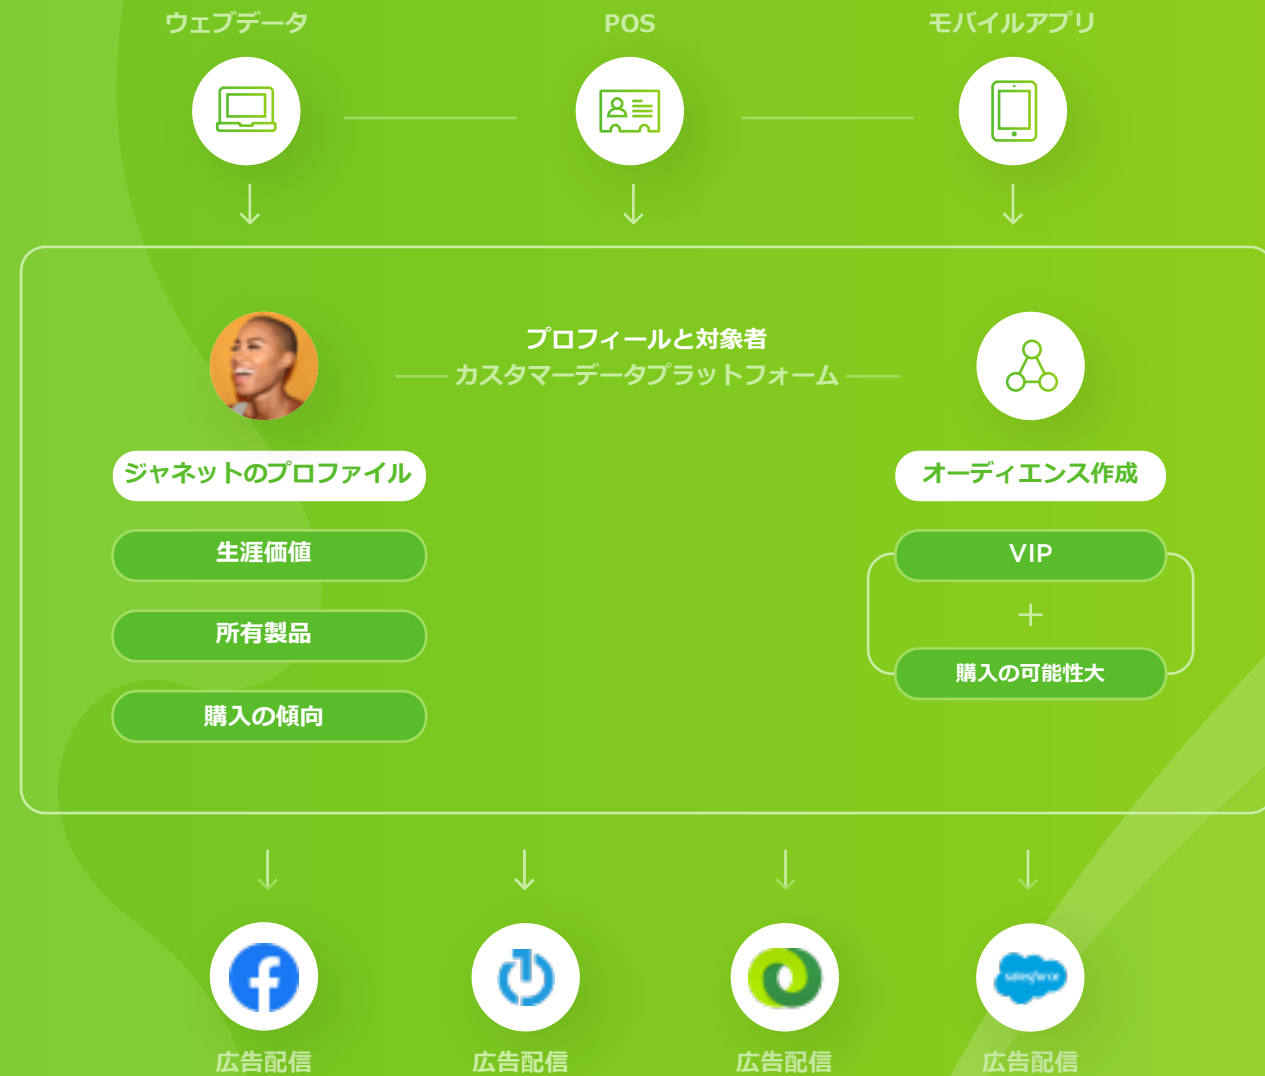 ウェブデータ
POS
モバイルアプリ
プロフィールと対象者
カスタマーデータプラットフォーム
ジャネットのプロファイル
生涯価値
所有製品
購入の傾向
オーディエンス作成
VIP
+
購入の可能性大
salesforce
広告配信
広告配信
広告配信
広告配信